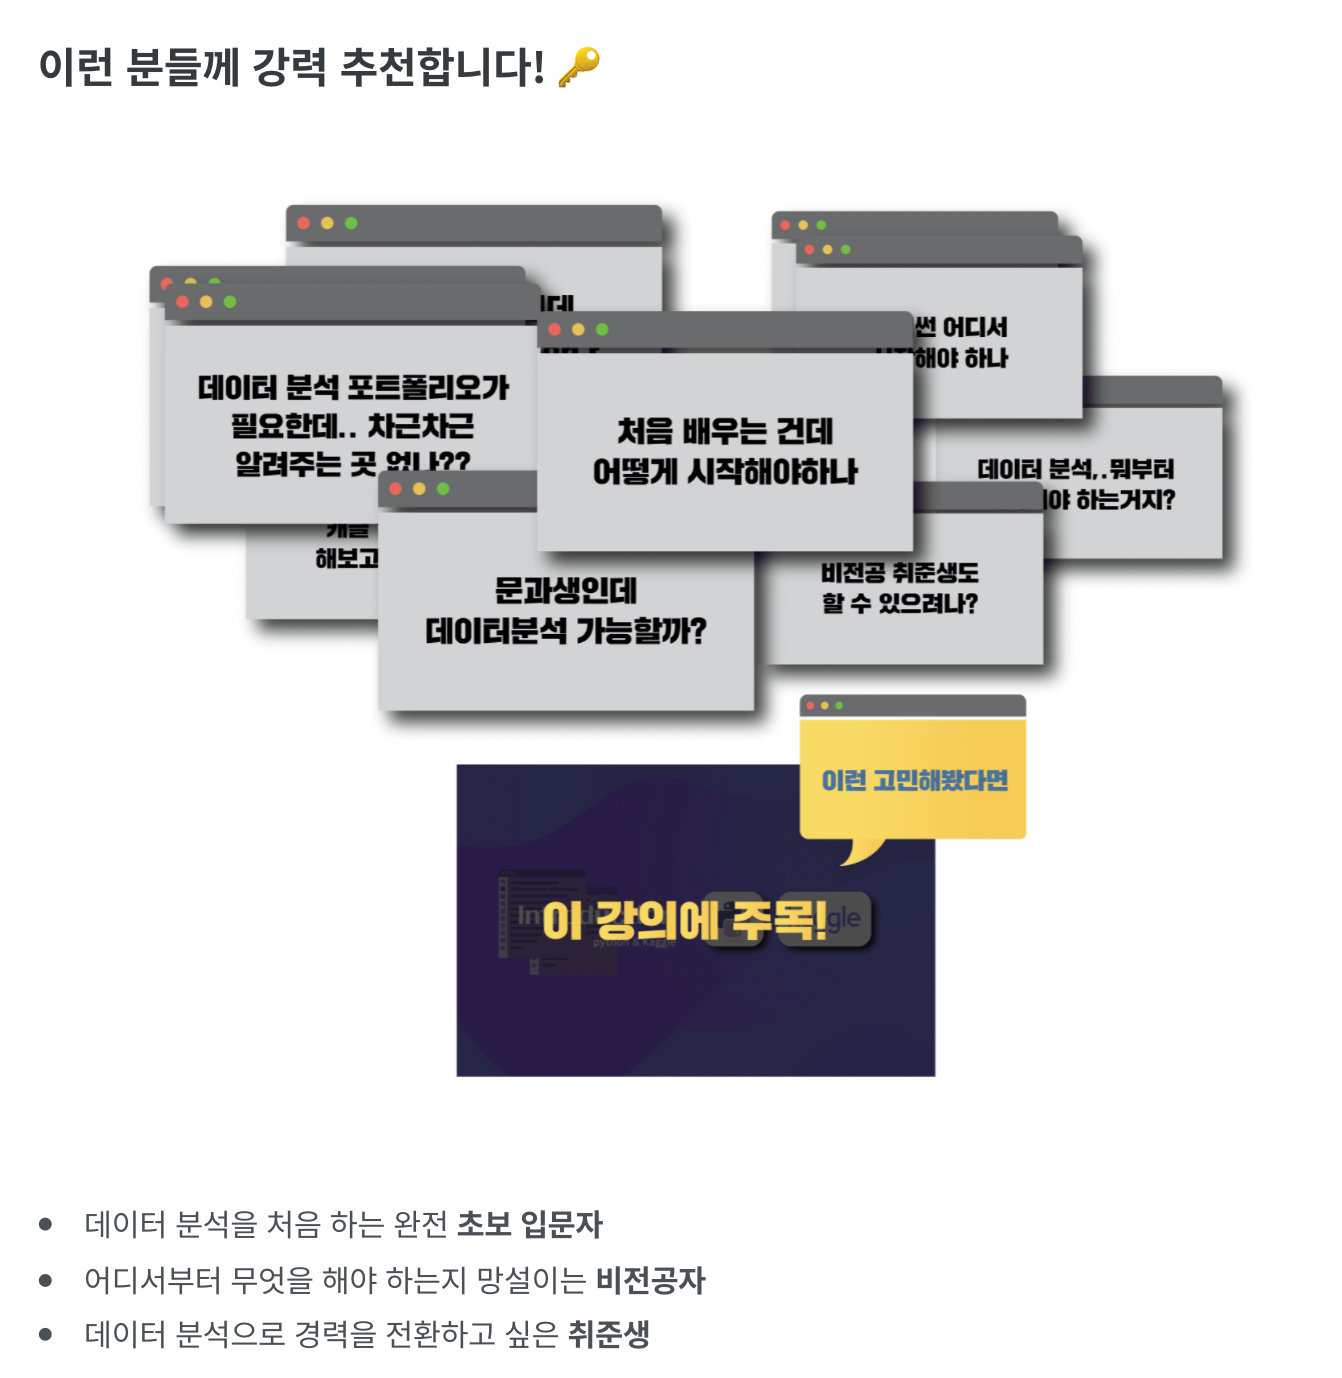 이런 분들께 강력 추천합니다! 🔑
데이터 분석 포트폴리오가
필요한데.. 차근차근
알려주는 곳 없나??
처음 배우는 건데
어떻게 시작해야하나
썬 어디서
시작해야 하나
데이터 분석,.뭐부터
해야 하는거지?
캐글
해보고
문과생인데
데이터분석 가능할까?
비전공 취준생도
할 수 있으려나?
이런 고민해봤다면
이 강의에 주목!
python & Kaggle
데이터 분석을 처음 하는 완전 초보 입문자
어디서부터 무엇을 해야 하는지 망설이는 비전공자
데이터 분석으로 경력을 전환하고 싶은 취준생